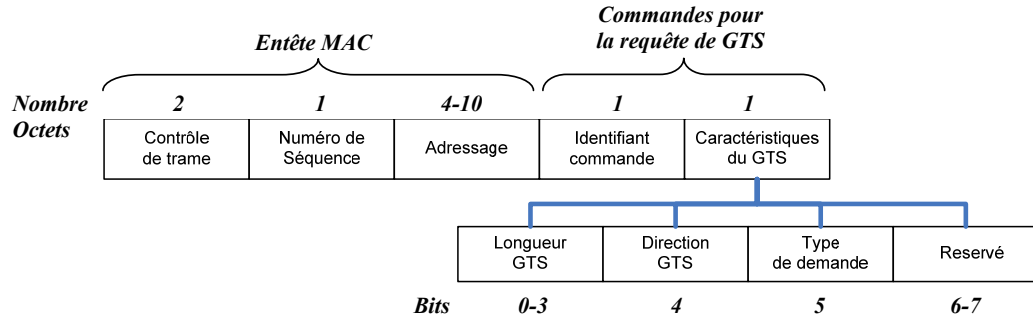 Commandes pour
la requête de GTS
Entête MAC
Nombre
Octets
2 1 4-10 1 1
Contrôle
de trame
Numéro de
Séquence
Adressage
Identifiant
commande
Caractéristiques
du GTS
Longueur
GTS
Direction
GTS
Type
de demande
Reservé
Bits 0-3 4 5 6-7